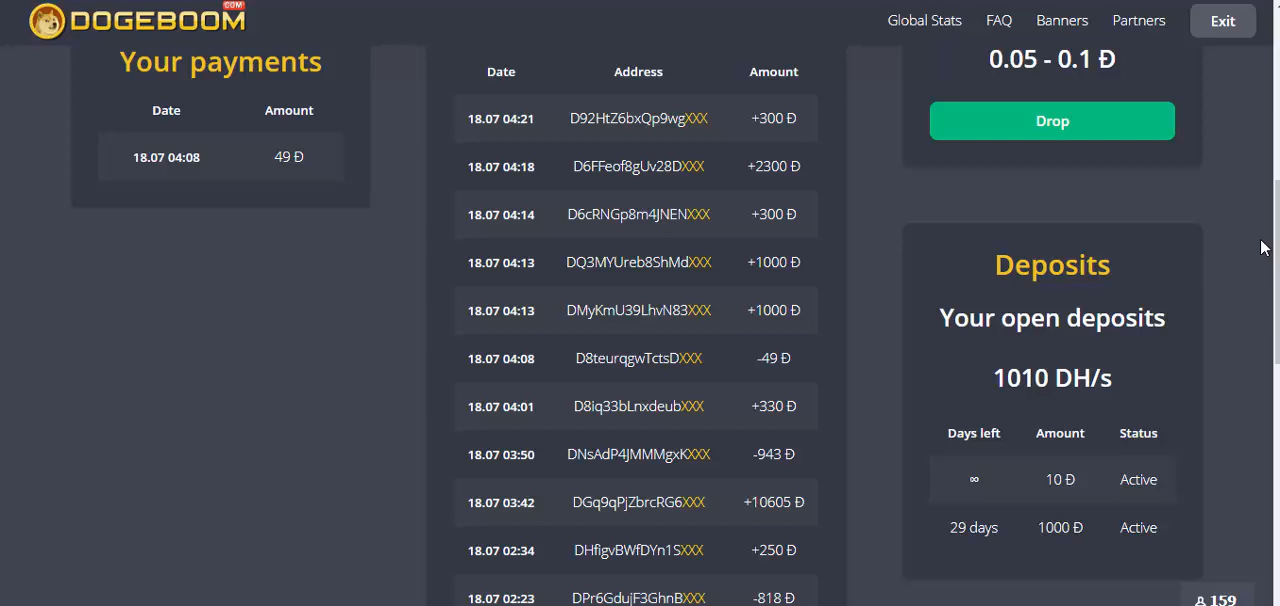 DOGEBOOM COM
Global Stats FAQ Banners Partners Exit
Your payments
Date Amount
18.07 04:08 49 Đ
Date Address Amount
18.07 04:21 D92HtZ6bxQp9wgXXX +300 Đ
18.07 04:18 D6FFeof8gUv28DXXX +2300 Đ
18.07 04:14 D6cRNGp8m4JNENXXX +300 Đ
18.07 04:13 DQ3MYUreb8ShMdXXX +1000 Đ
18.07 04:13 DMyKmU39LhvN83XXX +1000 Đ
18.07 04:08 D8teurqgwTctsDXXX -49 Đ
18.07 04:01 D8iq33bLnxdeubXXX +330 Đ
18.07 03:50 DNsAdP4JMMMgxKXXX -943 Đ
18.07 03:42 DGq9qPjZbrcRG6XXX +10605 Đ
18.07 02:34 DHfigvBWfDYn1SXXX +250 Đ
18.07 02:23 DPr6GdujF3GhnBXXX -818 Đ
0.05 - 0.1 Đ
Drop
Deposits
Your open deposits
1010 DH/s
Days left Amount Status
∞ 10 Đ Active
29 days 1000 Đ Active
159